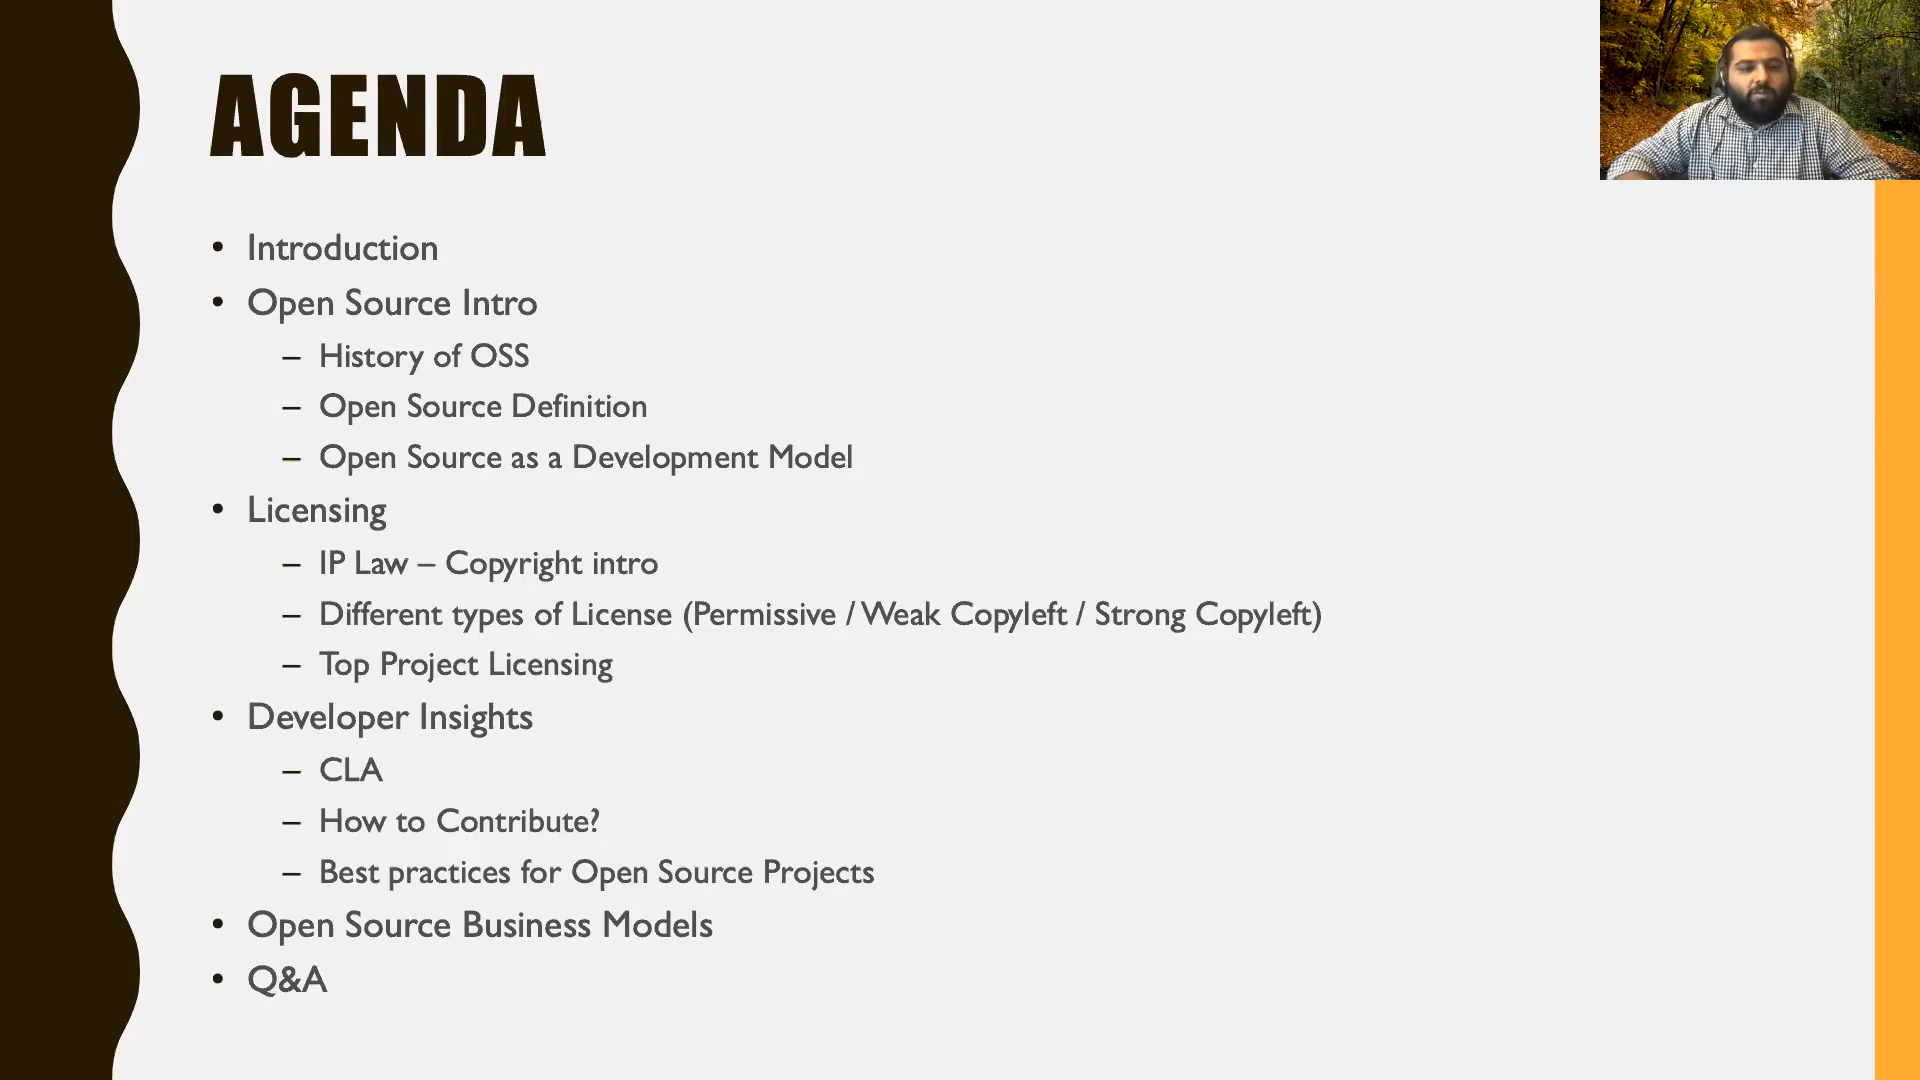 AGENDA
• Introduction
• Open Source Intro
– History of OSS
– Open Source Definition
– Open Source as a Development Model
• Licensing
– IP Law – Copyright intro
– Different types of License (Permissive / Weak Copyleft / Strong Copyleft)
– Top Project Licensing
• Developer Insights
– CLA
– How to Contribute?
– Best practices for Open Source Projects
• Open Source Business Models
• Q&A